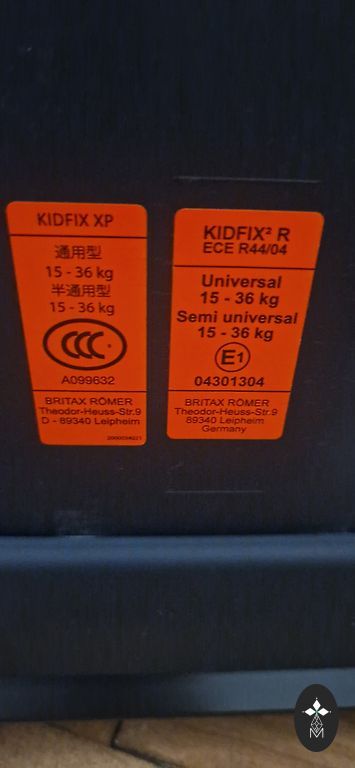 KIDFIX XP
通用型
15 - 36 kg
半通用型
15 - 36 kg
CCC
A099632
BRITAX RÖMER
Theodor-Heuss-Str.9
D - 89340 Leipheim
KIDFIX² R
ECE R44/04
Universal
15 - 36 kg
Semi universal
15 - 36 kg
E1
04301304
BRITAX RÖMER
Theodor-Heuss-Str.9
89340 Leipheim
Germany
M